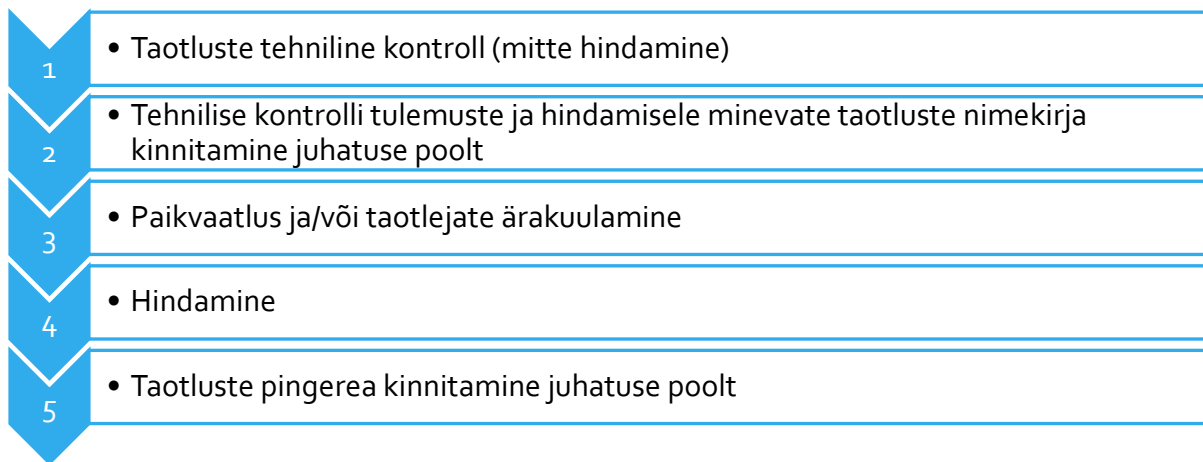 1
• Taotluste tehniline kontroll (mitte hindamine)
2
• Tehnilise kontrolli tulemuste ja hindamisele minevate taotluste nimekirja
kinnitamine juhatuse poolt
3
• Paikvaatlus ja/või taotlejate ärakuulamine
4
• Hindamine
5
• Taotluste pingerea kinnitamine juhatuse poolt